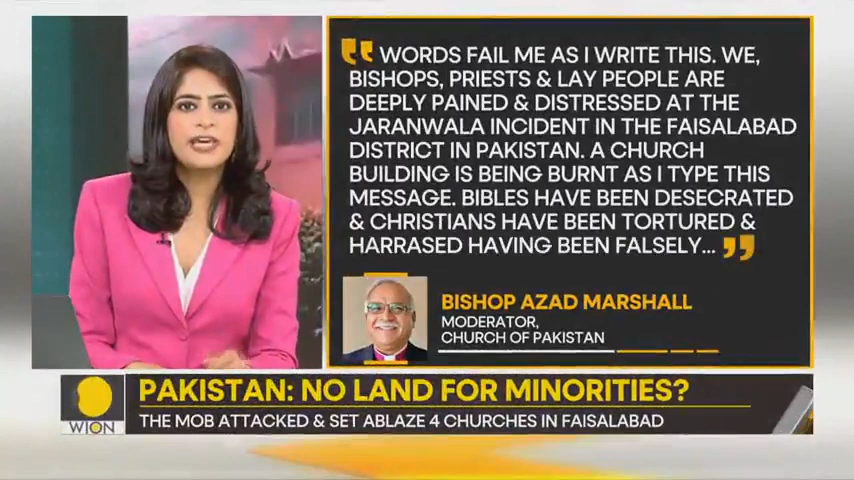 WORDS FAIL ME AS I WRITE THIS. WE,
BISHOPS, PRIESTS & LAY PEOPLE ARE
DEEPLY PAINED & DISTRESSED AT THE
JARANWALA INCIDENT IN THE FAISALABAD
DISTRICT IN PAKISTAN. A CHURCH
BUILDING IS BEING BURNT AS I TYPE THIS
MESSAGE. BIBLES HAVE BEEN DESECRATED
& CHRISTIANS HAVE BEEN TORTURED &
HARRASED HAVING BEEN FALSELY...
BISHOP AZAD MARSHALL
MODERATOR,
CHURCH OF PAKISTAN
PAKISTAN: NO LAND FOR MINORITIES?
THE MOB ATTACKED & SET ABLAZE 4 CHURCHES IN FAISALABAD
WION